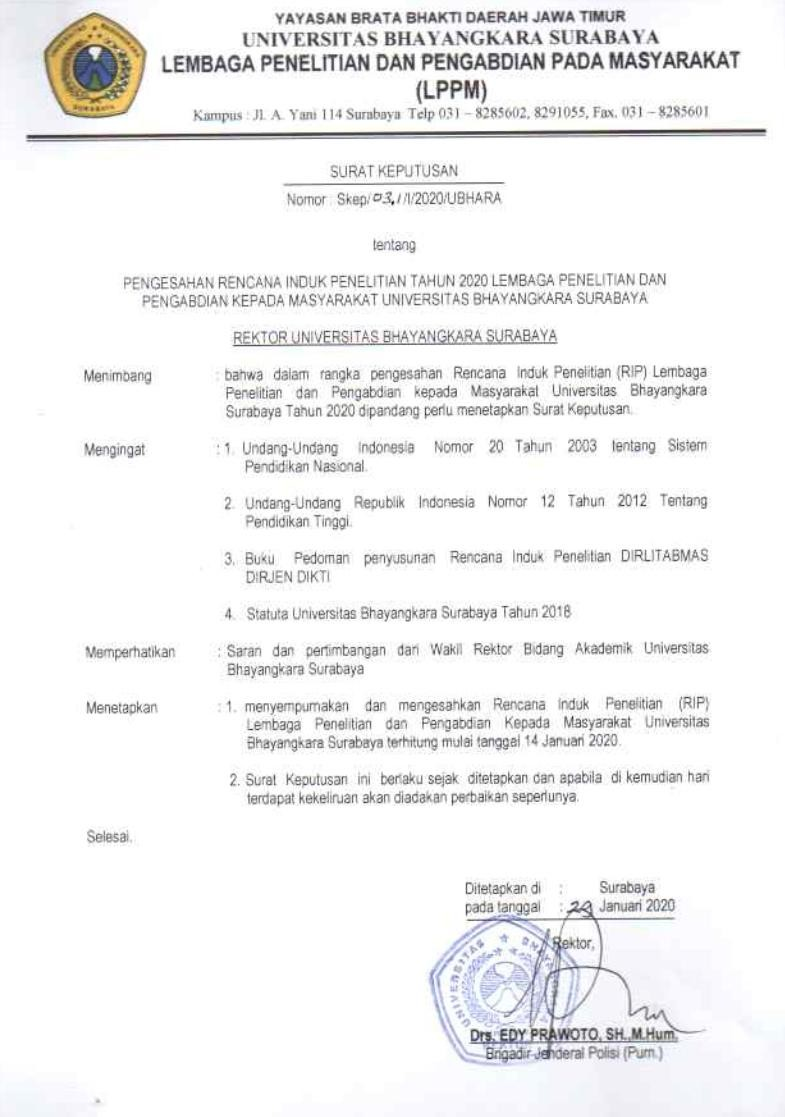 YAYASAN BRATA BHAKTI DAERAH JAWA TIMUR
UNIVERSITAS BHAYANGKARA SURABAYA
LEMBAGA PENELITIAN DAN PENGABDIAN PADA MASYARAKAT
(LPPM)
Kampus : Jl. A. Yani 114 Surabaya Telp 031 – 8285602, 8291055, Fax. 031 – 8285601
SURAT KEPUTUSAN
Nomor : Skep/03,1/I/2020/UBHARA
tentang
PENGESAHAN RENCANA INDUK PENELITIAN TAHUN 2020 LEMBAGA PENELITIAN DAN
PENGABDIAN KEPADA MASYARAKAT UNIVERSITAS BHAYANGKARA SURABAYA
REKTOR UNIVERSITAS BHAYANGKARA SURABAYA
Menimbang : bahwa dalam rangka pengesahan Rencana Induk Penelitian (RIP) Lembaga
Penelitian dan Pengabdian kepada Masyarakat Universitas Bhayangkara
Surabaya Tahun 2020 dipandang perlu menetapkan Surat Keputusan.
Mengingat : 1. Undang-Undang Indonesia Nomor 20 Tahun 2003 tentang Sistem
Pendidikan Nasional.
2. Undang-Undang Republik Indonesia Nomor 12 Tahun 2012 Tentang
Pendidikan Tinggi.
3. Buku Pedoman penyusunan Rencana Induk Penelitian DIRLITABMAS
DIRJEN DIKTI
4. Statuta Universitas Bhayangkara Surabaya Tahun 2018
Memperhatikan : Saran dan pertimbangan dari Wakil Rektor Bidang Akademik Universitas
Bhayangkara Surabaya
Menetapkan : 1. menyempurnakan dan mengesahkan Rencana Induk Penelitian (RIP)
Lembaga Penelitian dan Pengabdian Kepada Masyarakat Universitas
Bhayangkara Surabaya terhitung mulai tanggal 14 Januari 2020.
2. Surat Keputusan ini berlaku sejak ditetapkan dan apabila di kemudian hari
terdapat kekeliruan akan diadakan perbaikan seperlunya.
Selesai.
Ditetapkan di : Surabaya
pada tanggal : Januari 2020
Rektor,
UNIVERSITAS
Drs. EDY PRAWOTO, SH.,M.Hum.
Brigadir Jenderal Polisi (Purn.)